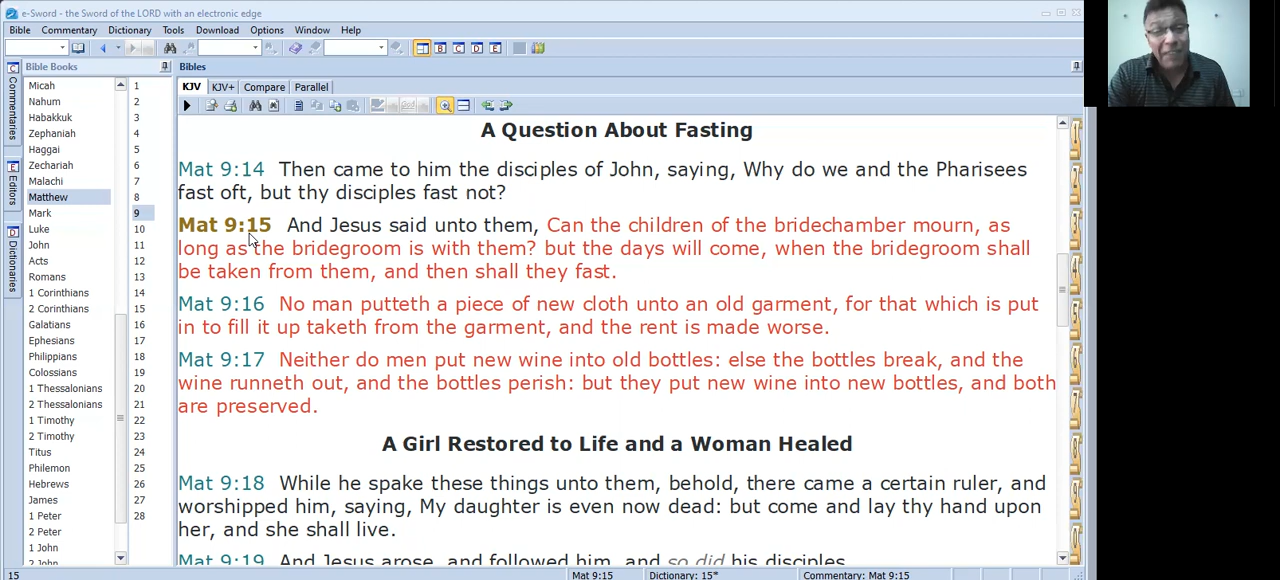 e-Sword - the Sword of the LORD with an electronic edge
Bible Commentary Dictionary Tools Download Options Window Help
B C D E
Bible Books
Bibles
Commentaries
Editors
Dictionaries
Micah
Nahum
Habakkuk
Zephaniah
Haggai
Zechariah
Malachi
Matthew
Mark
Luke
John
Acts
Romans
1 Corinthians
2 Corinthians
Galatians
Ephesians
Philippians
Colossians
1 Thessalonians
2 Thessalonians
1 Timothy
2 Timothy
Titus
Philemon
Hebrews
James
1 Peter
2 Peter
1 John
2 John
1
2
3
4
5
6
7
8
9
10
11
12
13
14
15
16
17
18
19
20
21
22
23
24
25
26
27
28
KJV KJV+ Compare Parallel
A Question About Fasting
Mat 9:14 Then came to him the disciples of John, saying, Why do we and the Pharisees
fast oft, but thy disciples fast not?
Mat 9:15 And Jesus said unto them, Can the children of the bridechamber mourn, as
long as the bridegroom is with them? but the days will come, when the bridegroom shall
be taken from them, and then shall they fast.
Mat 9:16 No man putteth a piece of new cloth unto an old garment, for that which is put
in to fill it up taketh from the garment, and the rent is made worse.
Mat 9:17 Neither do men put new wine into old bottles: else the bottles break, and the
wine runneth out, and the bottles perish: but they put new wine into new bottles, and both
are preserved.
A Girl Restored to Life and a Woman Healed
Mat 9:18 While he spake these things unto them, behold, there came a certain ruler, and
worshipped him, saying, My daughter is even now dead: but come and lay thy hand upon
her, and she shall live.
Mat 9:19 And Jesus arose, and followed him, and so did his disciples.
1
2
3
4
5
6
7
8
9
0
15 Mat 9:15 Dictionary: 15* Commentary: Mat 9:15